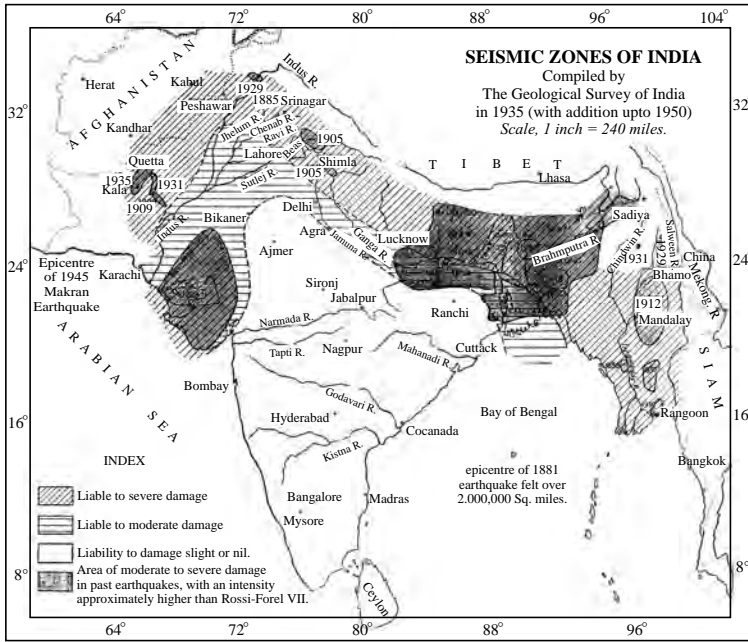 64° 72° 80° 88° 96° 104°
SEISMIC ZONES OF INDIA
Compiled by
The Geological Survey of India
in 1935 (with addition upto 1950)
Scale, 1 inch = 240 miles.
AFGHANISTAN
Herat
Kabul
Indus R.
1929
Peshawar
1885
Srinagar
32°
32°
Kandhar
Jhelum R.
Chenab R.
Ravi R.
1905
Quetta
Lahore
Beas
Shimla
TIBET
1935
1905
Lhasa
Kala
1931
Sutlej R.
1909
Delhi
Sadiya
Indus R.
Bikaner
Agra
Ganga R.
Lucknow
Brahmputra R.
Chindwin R.
Salween R.
Ajmer
Jamuna R.
1931
1929
China
24°
24°
Epicentre
of 1945
Makran
Earthquake
Karachi
Bhamo
Mekong. R
Sironj
Jabalpur
Ranchi
1912
Mandalay
Narmada R.
Cuttack
Tapti R.
Nagpur
Mahanadi R.
SIAM
ARABIAN SEA
Bombay
Godavari R.
16°
16°
Hyderabad
Bay of Bengal
Rangoon
Cocanada
Kistna R.
Bangkok
INDEX
epicentre of 1881
earthquake felt over
2.000,000 Sq. miles.
Liable to severe damage
Bangalore
Madras
Liable to moderate damage
Mysore
Liability to damage slight or nil.
Area of moderate to severe damage
in past earthquakes, with an intensity
approximately higher than Rossi-Forel VII.
8°
8°
Ceylon
64° 72° 80° 88° 96°